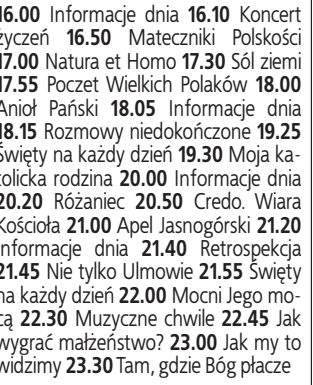 16.00 Informacje dnia 16.10 Koncert
życzeń 16.50 Mateczniki Polskości
17.00 Natura et Homo 17.30 Sól ziemi
17.55 Poczet Wielkich Polaków 18.00
Anioł Pański 18.05 Informacje dnia
18.15 Rozmowy niedokończone 19.25
Święty na każdy dzień 19.30 Moja ka-
tolicka rodzina 20.00 Informacje dnia
20.20 Różaniec 20.50 Credo. Wiara
Kościoła 21.00 Apel Jasnogórski 21.20
Informacje dnia 21.40 Retrospekcja
21.45 Nie tylko Ulmowie 21.55 Święty
na każdy dzień 22.00 Mocni Jego mo-
cą 22.30 Muzyczne chwile 22.45 Jak
wygrać małżeństwo? 23.00 Jak my to
widzimy 23.30 Tam, gdzie Bóg płacze